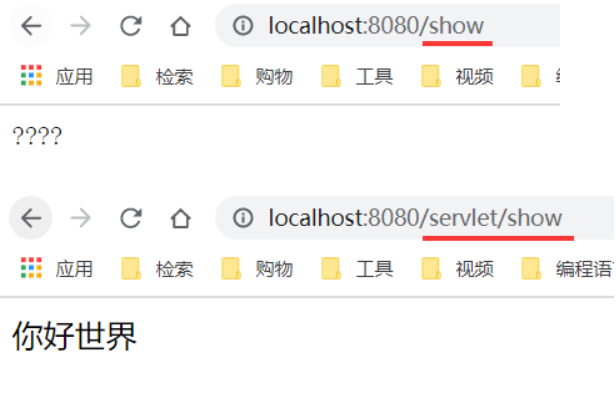 localhost:8080/show
应用 检索 购物 工具 视频
????
localhost:8080/servlet/show
应用 检索 购物 工具 视频 编程语
你好世界